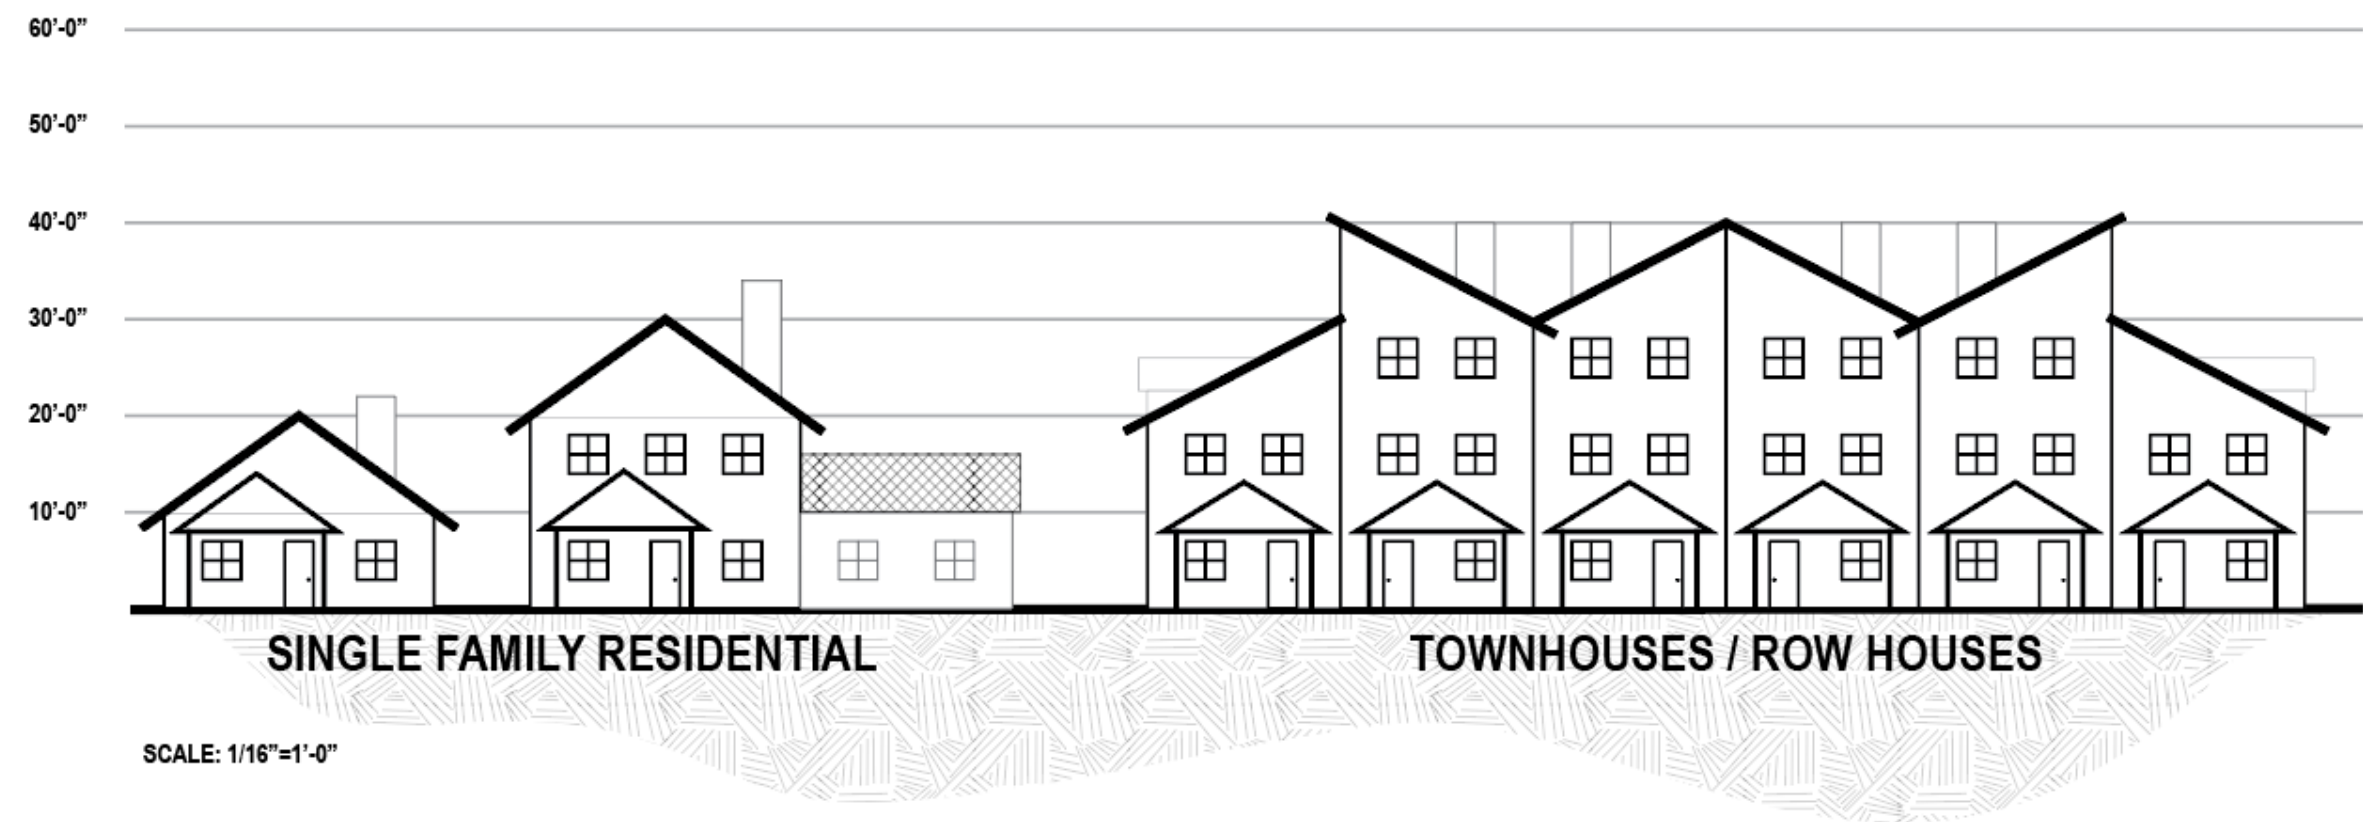 60’-0”
50’-0”
40’-0”
30’-0”
20’-0”
10’-0”
SINGLE FAMILY RESIDENTIAL
TOWNHOUSES / ROW HOUSES
SCALE: 1/16”=1’-0”